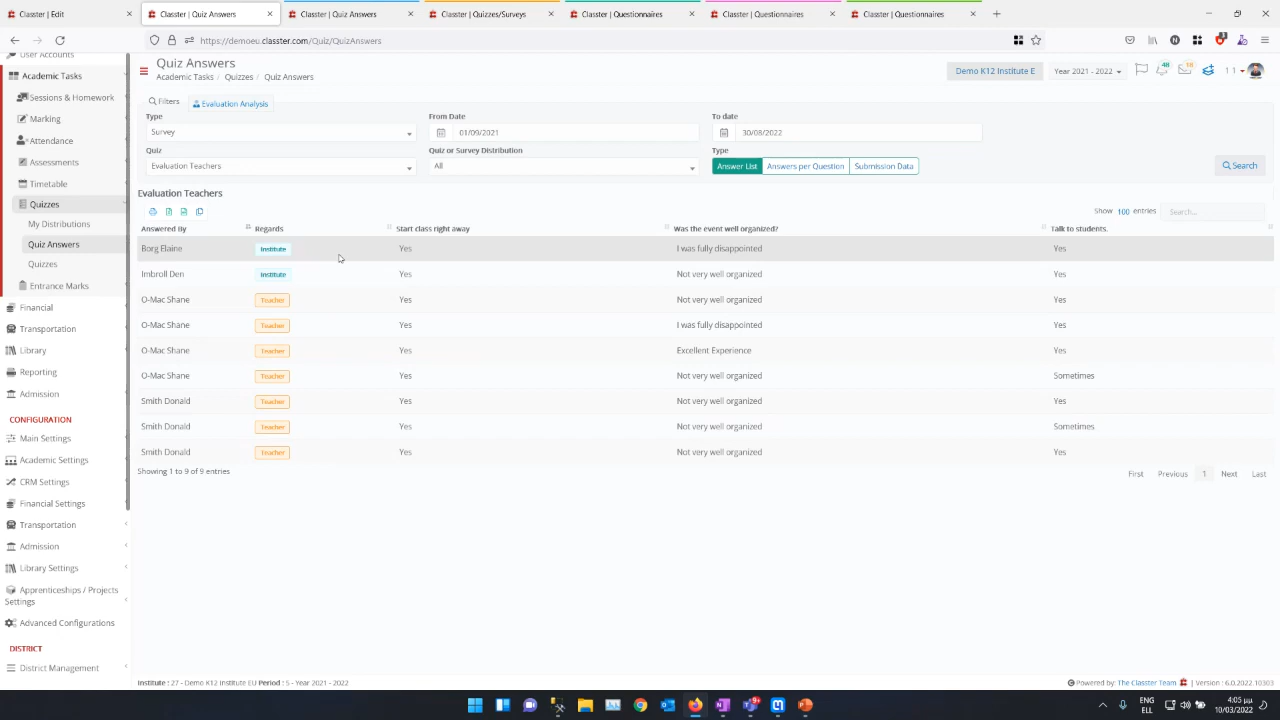 Classter | Edit
Classter | Quiz Answers
Classter | Quizzes/Surveys
Classter | Questionnaires
Classter | Questionnaires
Classter | Questionnaires
https://demoeu.classter.com/Quiz/QuizAnswers
User Accounts
Academic Tasks
Sessions & Homework
Marking
Attendance
Assessments
Timetable
Quizzes
My Distributions
Quiz Answers
Quizzes
Entrance Marks
Financial
Transportation
Library
Reporting
Admission
CONFIGURATION
Main Settings
Academic Settings
CRM Settings
Financial Settings
Transportation
Admission
Library Settings
Apprenticeships / Projects
Settings
Advanced Configurations
DISTRICT
District Management
Quiz Answers
Academic Tasks / Quizzes / Quiz Answers
Demo K12 Institute E
Year 2021 - 2022
48
18
1 1
Filters
Evaluation Analysis
Type
From Date
To date
Survey
01/09/2021
30/08/2022
Quiz
Quiz or Survey Distribution
Type
Evaluation Teachers
All
Answer List
Answers per Question
Submission Data
Search
Evaluation Teachers
Show 100 entries
Search...
Answered By Regards Start class right away Was the event well organized? Talk to students.
Borg Elaine Institute Yes I was fully disappointed Yes
Imbroll Den Institute Yes Not very well organized Yes
O-Mac Shane Teacher Yes Not very well organized Yes
O-Mac Shane Teacher Yes I was fully disappointed Yes
O-Mac Shane Teacher Yes Excellent Experience Yes
O-Mac Shane Teacher Yes Not very well organized Sometimes
Smith Donald Teacher Yes Not very well organized Yes
Smith Donald Teacher Yes Not very well organized Sometimes
Smith Donald Teacher Yes Not very well organized Yes
Showing 1 to 9 of 9 entries
First Previous 1 Next Last
Institute : 27 - Demo K12 Institute EU Period : 5 - Year 2021 - 2022
Powered by: The Classter Team | Version : 6.0.2022.10303
ENG
EL
4:05 μμ
10/03/2022